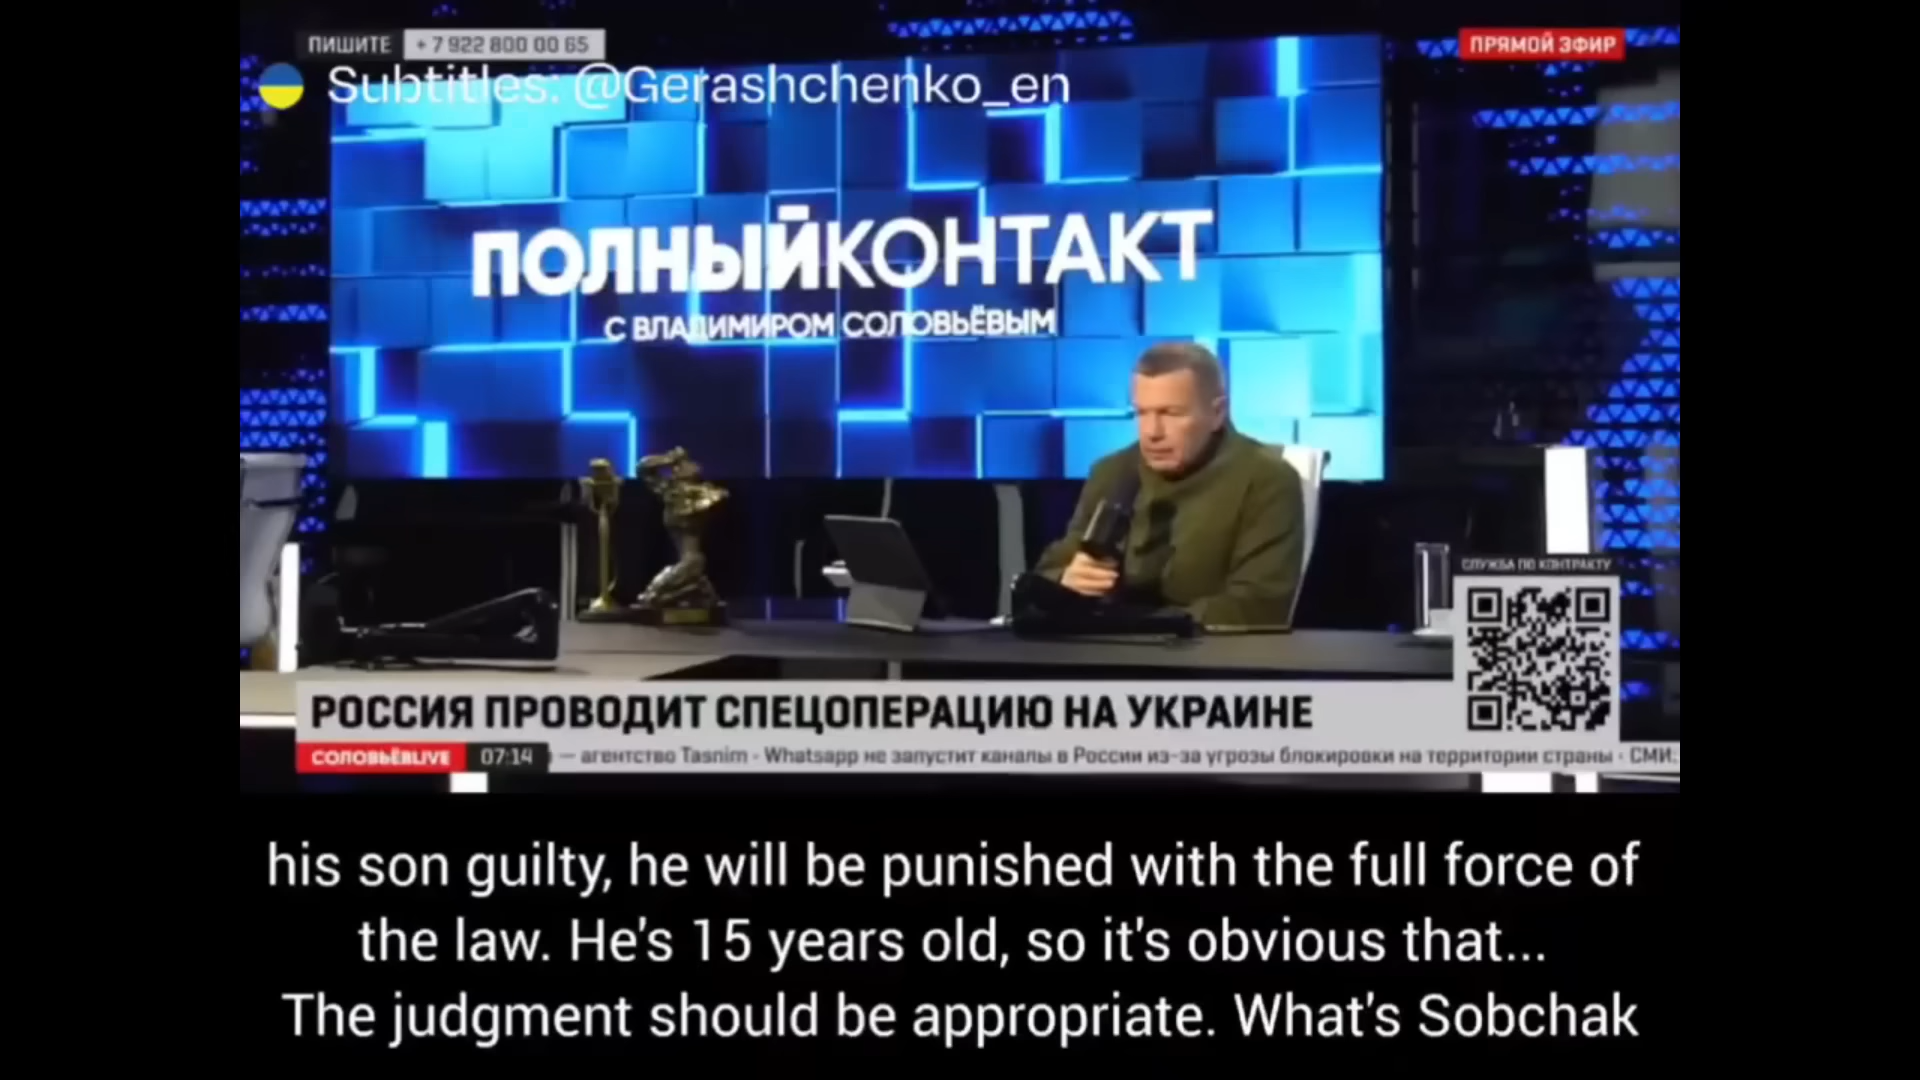 ПИШИТЕ +7 922 800 00 65
ПРЯМОЙ ЭФИР
Subtitles: @Gerashchenko_en
ПОЛНЫЙКОНТАКТ
С ВЛАДИМИРОМ СОЛОВЬЁВЫМ
СЛУЖБА ПО КОНТРАКТУ
РОССИЯ ПРОВОДИТ СПЕЦОПЕРАЦИЮ НА УКРАИНЕ
СОЛОВЬЁВLIVE 07:14 — агентство Tasnim - Whatsapp не запустит каналы в России из-за угрозы блокировки на территории страны - СМИ:
his son guilty, he will be punished with the full force of
the law. He's 15 years old, so it's obvious that...
The judgment should be appropriate. What's Sobchak